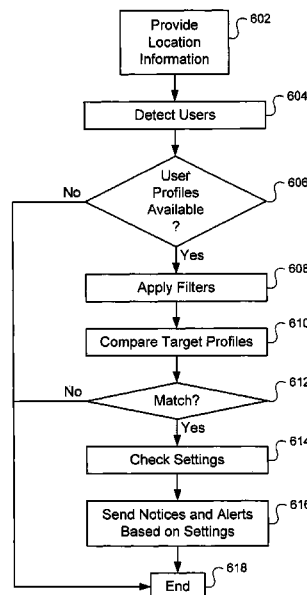 Provide
Location
Information
602
Detect Users
604
User
Profiles
Available
?
606
No
Yes
Apply Filters
608
Compare Target Profiles
610
Match?
612
No
Yes
Check Settings
614
Send Notices and Alerts
Based on Settings
616
End
618